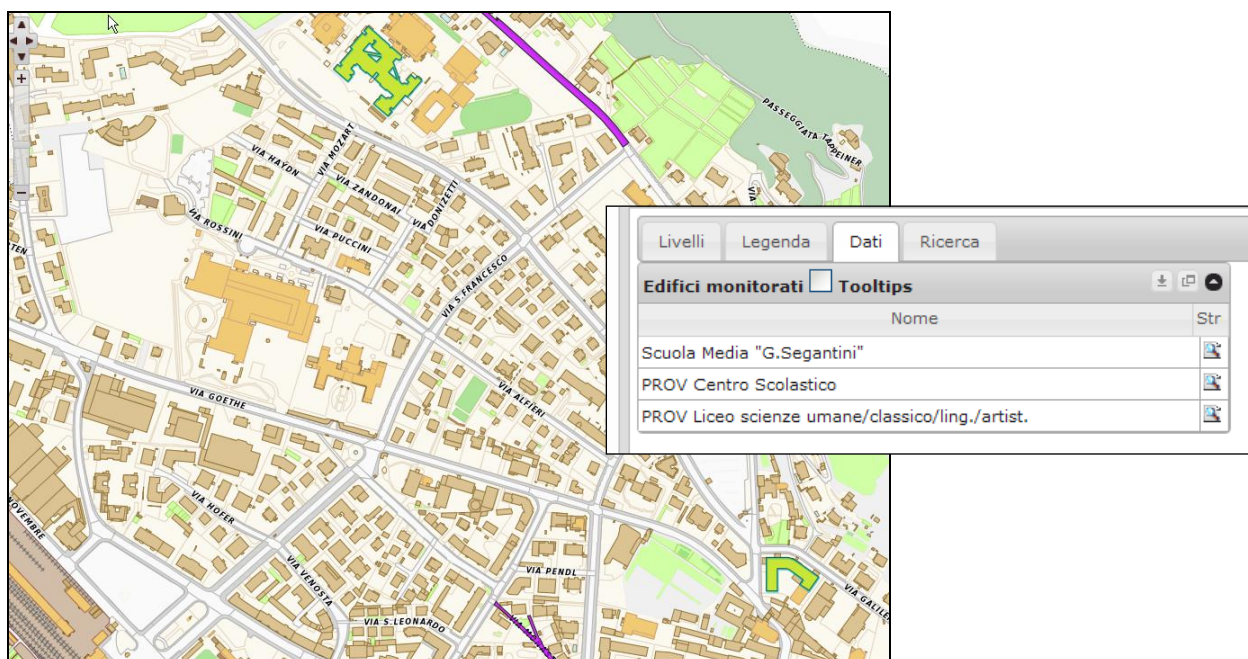 PASSEGGIATA TAPPEINER
VIA MOZART
VIA HAYDN
VIA ZANDONAI
VIA DONIZETTI
VIA
VIA ROSSINI
VIA PUCCINI
VIA S.FRANCESCO
VIA GOETHE
VIA ALFIERI
VIA HOFER
NOVEMBRE
VIA VENOSTA
VIA PENDL
VIA GALILEI
VIA S.LEONARDO
Livelli Legenda Dati Ricerca
Edifici monitorati Tooltips
Nome Str
Scuola Media "G.Segantini"
PROV Centro Scolastico
PROV Liceo scienze umane/classico/ling./artist.